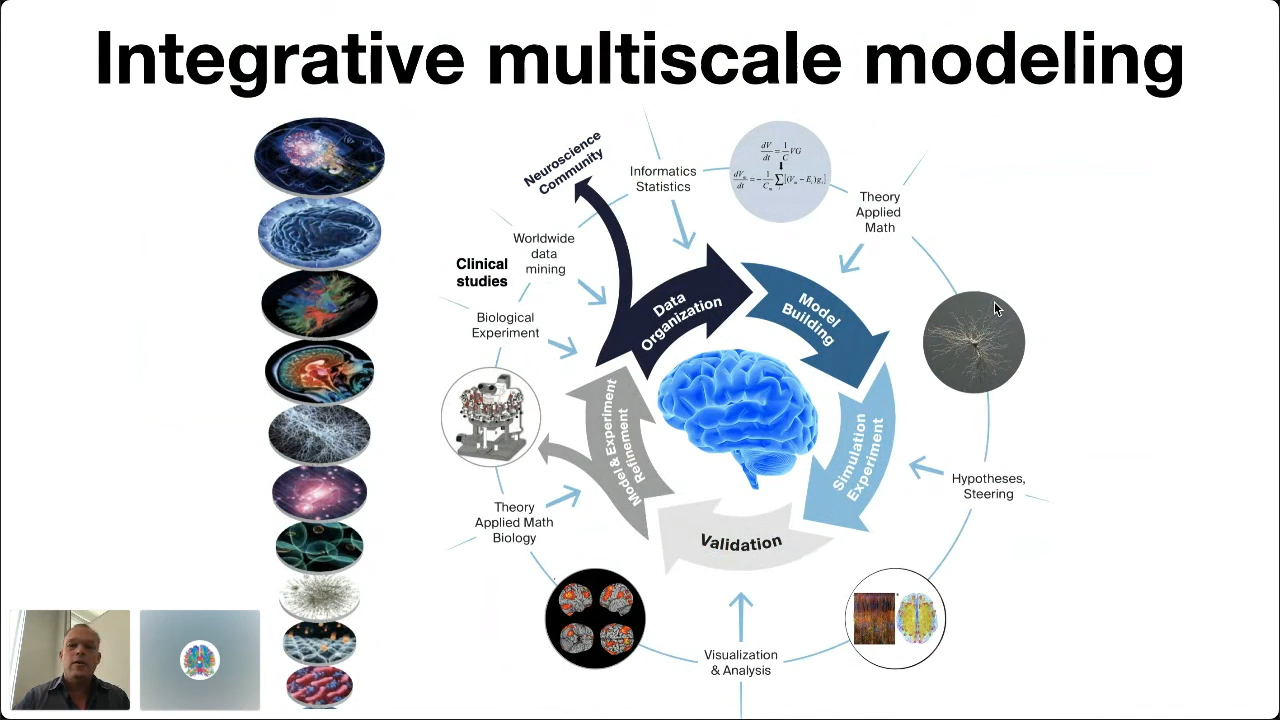 Integrative multiscale modeling
Neuroscience
Community
Informatics
Statistics
Theory
Applied
Math
Worldwide
data
mining
Clinical
studies
Biological
Experiment
Data
Organization
Model
Building
Simulation
Experiment
Model & Experiment
Refinement
Validation
Hypotheses,
Steering
Theory
Applied Math
Biology
Visualization
& Analysis